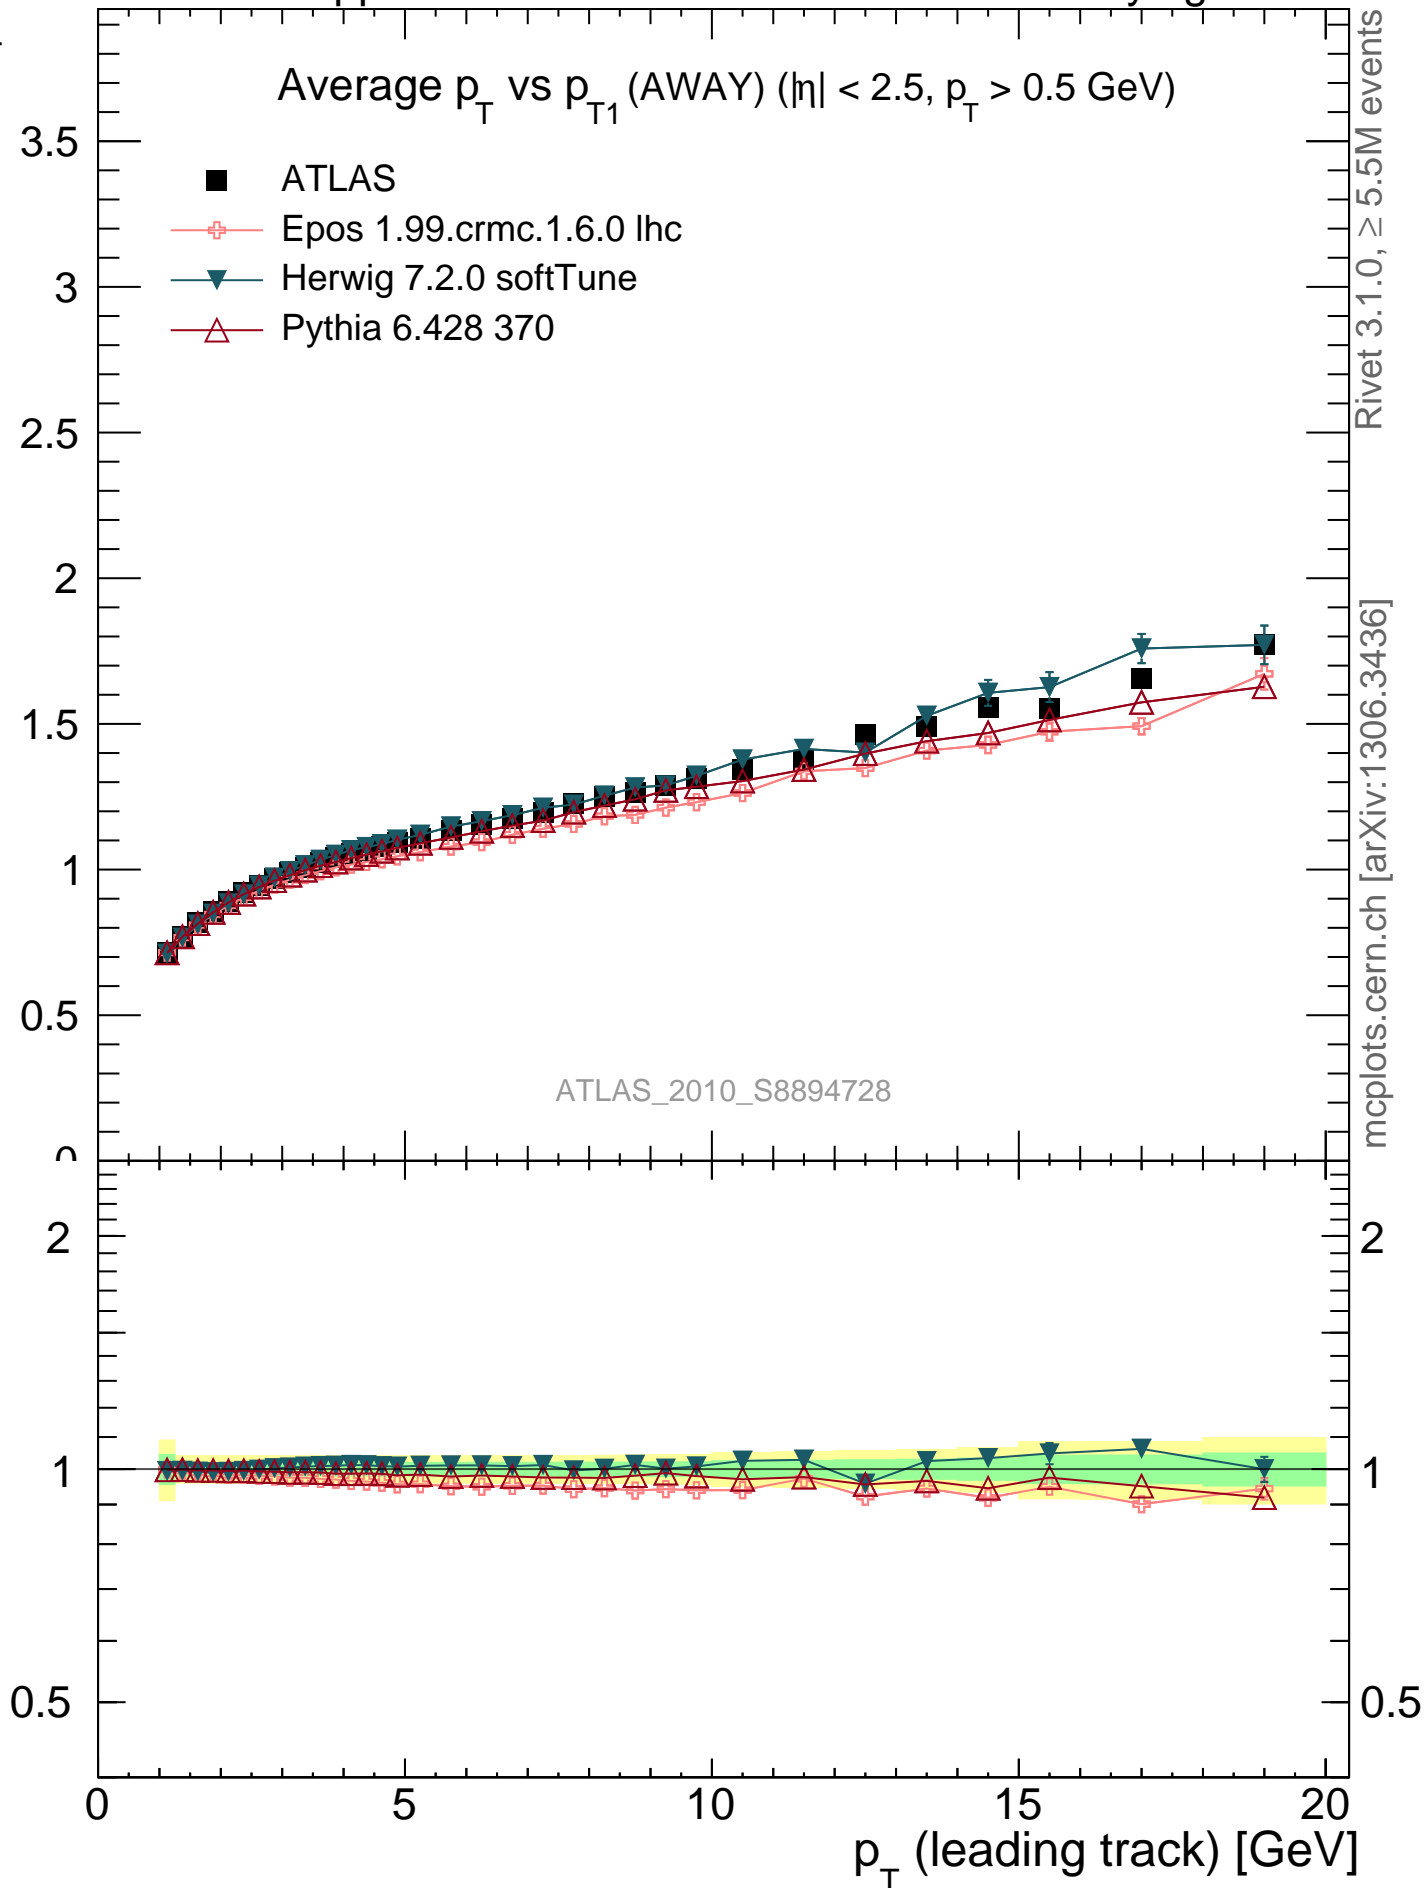 Average p_T vs p_T1 (AWAY) (|η| < 2.5, p_T > 0.5 GeV)
ATLAS
Epos 1.99.crmc.1.6.0 lhc
Herwig 7.2.0 softTune
Pythia 6.428 370
3.5
3
2.5
2
1.5
1
0.5
0
ATLAS_2010_S8894728
Rivet 3.1.0, ≥ 5.5M events
mcplots.cern.ch [arXiv:1306.3436]
2 2
1 1
0.5 0.5
0 5 10 15 20
p_T (leading track) [GeV]